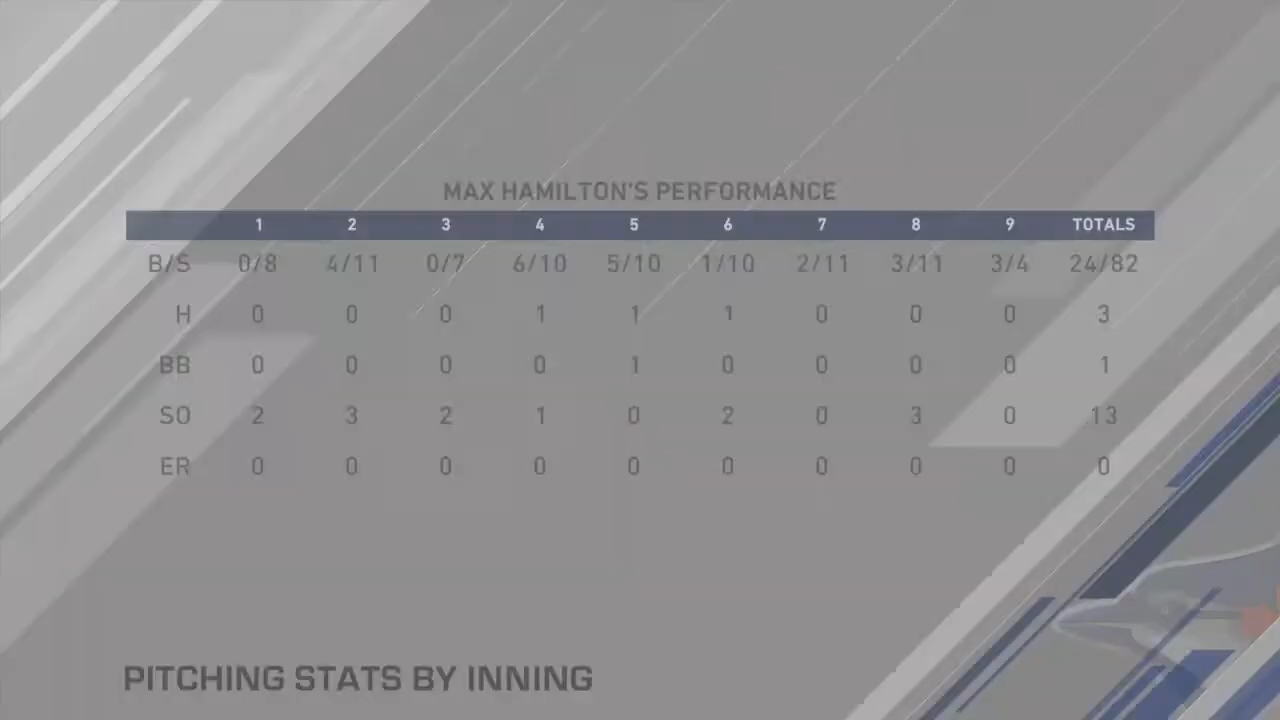 MAX HAMILTON'S PERFORMANCE
1 2 3 4 5 6 7 8 9 TOTALS
B/S 0/8 4/11 0/7 6/10 5/10 1/10 2/11 3/11 3/4 24/82
H 0 0 0 1 1 1 0 0 0 3
BB 0 0 0 0 1 0 0 0 0 1
SO 2 3 2 1 0 2 0 3 0 13
ER 0 0 0 0 0 0 0 0 0 0
PITCHING STATS BY INNING